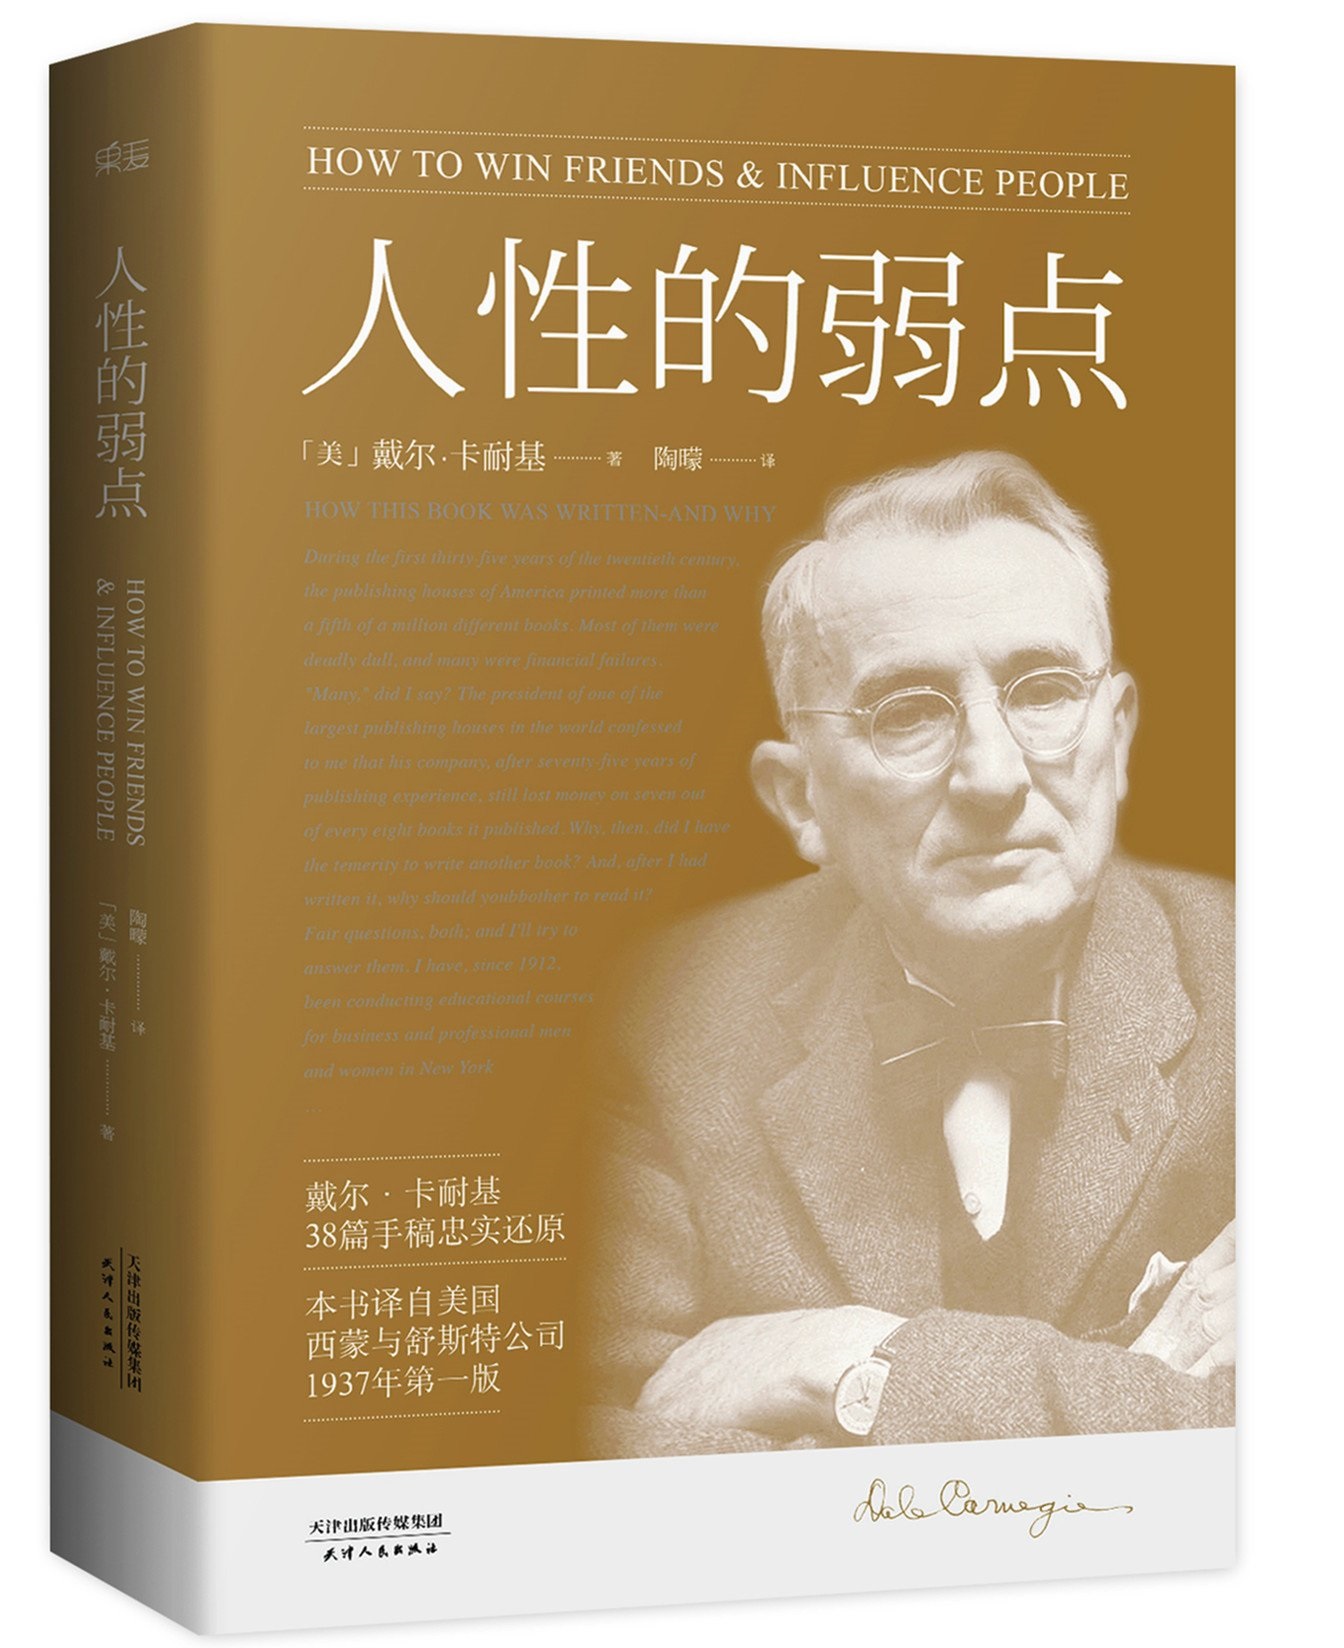 HOW TO WIN FRIENDS & INFLUENCE PEOPLE
人性的弱点
「美」戴尔·卡耐基 ………… 著 陶曚 ………… 译
HOW THIS BOOK WAS WRITTEN-AND WHY
During the first thirty-five years of the twentieth century,
the publishing houses of America printed more than
a fifth of a million different books. Most of them were
deadly dull, and many were financial failures.
"Many," did I say? The president of one of the
largest publishing houses in the world confessed
to me that his company, after seventy-five years of
publishing experience, still lost money on seven out
of every eight books it published. Why, then, did I have
the temerity to write another book? And, after I had
written it, why should youbbother to read it?
Fair questions, both; and I'll try to
answer them. I have, since 1912,
been conducting educational courses
for business and professional men
and women in New York
...
戴尔·卡耐基
38篇手稿忠实还原
本书译自美国
西蒙与舒斯特公司
1937年第一版
天津出版传媒集团
天津人民出版社
Dale Carnegie
果麦
人性的弱点
HOW TO WIN FRIENDS
& INFLUENCE PEOPLE
陶曚 ………… 译
「美」戴尔·卡耐基 ………… 著
天津出版传媒集团
天津人民出版社